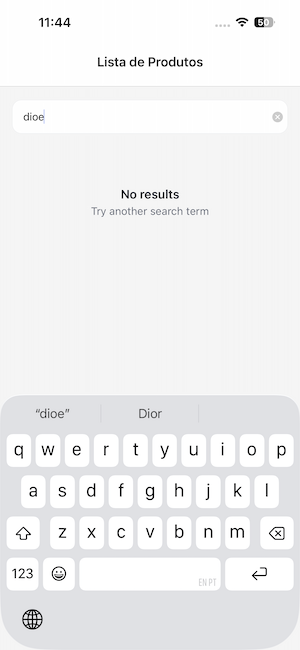 11:44
50
Lista de Produtos
dioe
No results
Try another search term
“dioe” Dior
q w e r t y u i o p
a s d f g h j k l
z x c v b n m
123
EN PT